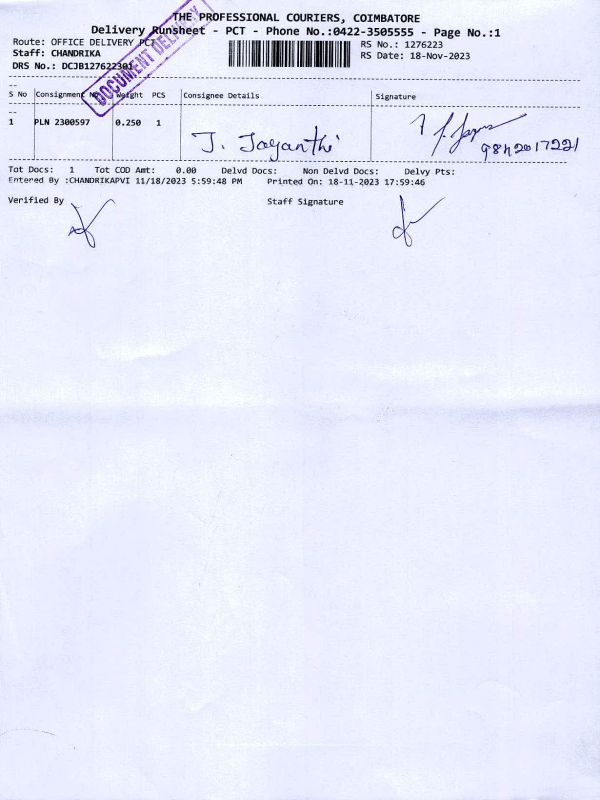 THE PROFESSIONAL COURIERS, COIMBATORE
Delivery Runsheet - PCT - Phone No.:0422-3505555 - Page No.:1
Route: OFFICE DELIVERY PCT
RS No.: 1276223
Staff: CHANDRIKA
RS Date: 18-Nov-2023
DRS No.: DCJB127622301
DOCUMENT DELIVERY
S No Consignment No Weight PCS Consignee Details Signature
1 PLN 2300597 0.250 1 J. Jayanthi
Tot Docs: 1 Tot COD Amt: 0.00 Delvd Docs: Non Delvd Docs: Delvy Pts:
Entered By :CHANDRIKAPVI 11/18/2023 5:59:48 PM Printed On: 18-11-2023 17:59:46
Verified By Staff Signature